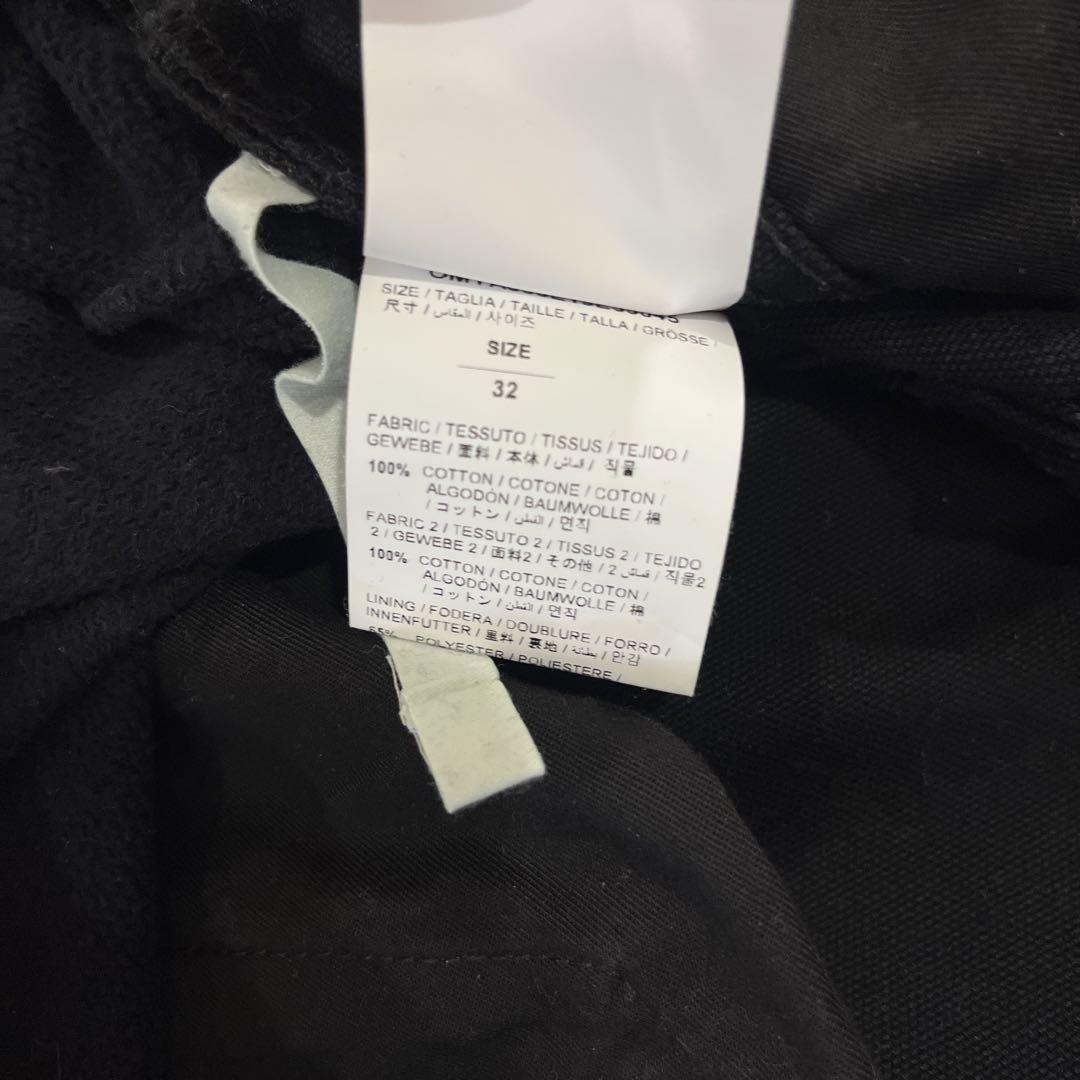 SIZE / TAGLIA / TAILLE / TALLA / GRÖSSE /
尺寸 / المقاس / 사이즈
SIZE
32
FABRIC / TESSUTO / TISSUS / TEJIDO /
GEWEBE / 面料 / 本体 / قماش / 직물
100% COTTON / COTONE / COTON /
ALGODÓN / BAUMWOLLE / 棉
/ コットン / القطن / 면직
FABRIC 2 / TESSUTO 2 / TISSUS 2 / TEJIDO
2 / GEWEBE 2 / 面料2 / その他 / 2 قماش / 직물2
100% COTTON / COTONE / COTON /
ALGODÓN / BAUMWOLLE / 棉
/ コットン / القطن / 면직
LINING / FODERA / DOUBLURE / FORRO /
INNENFUTTER / 里料 / 裏地 / بطانة / 안감
65% POLYESTER / POLIESTERE /